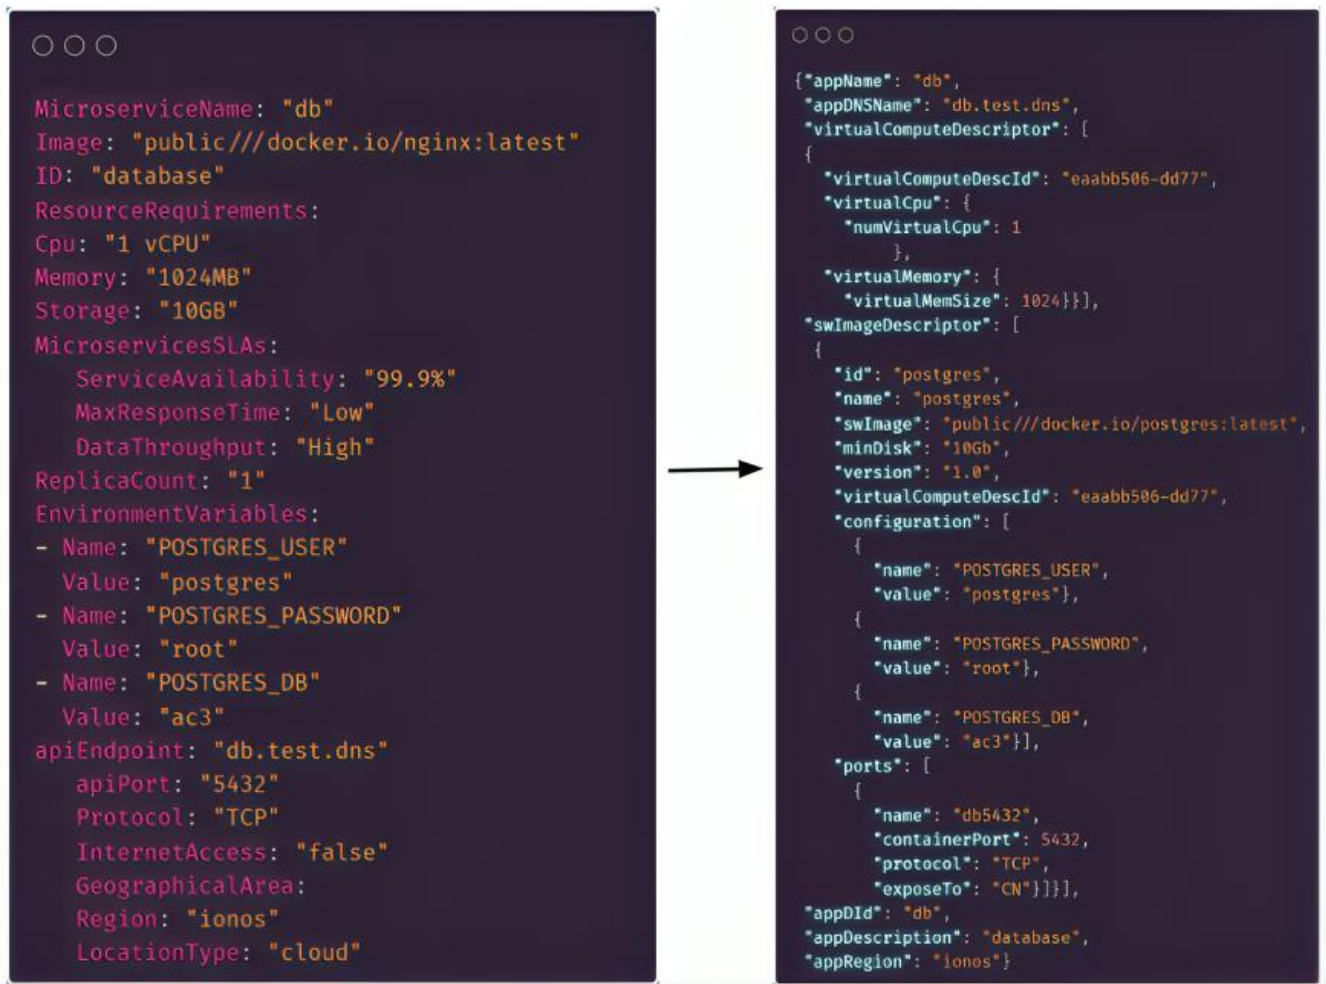 MicroserviceName: "db"
Image: "public///docker.io/nginx:latest"
ID: "database"
ResourceRequirements:
Cpu: "1 vCPU"
Memory: "1024MB"
Storage: "10GB"
MicroservicesSLAs:
   ServiceAvailability: "99.9%"
   MaxResponseTime: "Low"
   DataThroughput: "High"
ReplicaCount: "1"
EnvironmentVariables:
- Name: "POSTGRES_USER"
  Value: "postgres"
- Name: "POSTGRES_PASSWORD"
  Value: "root"
- Name: "POSTGRES_DB"
  Value: "ac3"
apiEndpoint: "db.test.dns"
   apiPort: "5432"
   Protocol: "TCP"
   InternetAccess: "false"
   GeographicalArea:
   Region: "ionos"
   LocationType: "cloud"
{"appName": "db",
 "appDNSName": "db.test.dns",
 "virtualComputeDescriptor": [
 {
   "virtualComputeDescId": "eaabb506-dd77",
   "virtualCpu": {
     "numVirtualCpu": 1
          },
   "virtualMemory": {
     "virtualMemSize": 1024}}],
 "swImageDescriptor": [
  {
    "id": "postgres",
    "name": "postgres",
    "swImage": "public///docker.io/postgres:latest",
    "minDisk": "10Gb",
    "version": "1.0",
    "virtualComputeDescId": "eaabb506-dd77",
    "configuration": [
      {
        "name": "POSTGRES_USER",
        "value": "postgres"},
      {
        "name": "POSTGRES_PASSWORD",
        "value": "root"},
      {
        "name": "POSTGRES_DB",
        "value": "ac3"}],
    "ports": [
      {
        "name": "db5432",
        "containerPort": 5432,
        "protocol": "TCP",
        "exposeTo": "CN"}]}],
 "appDId": "db",
 "appDescription": "database",
 "appRegion": "ionos"}